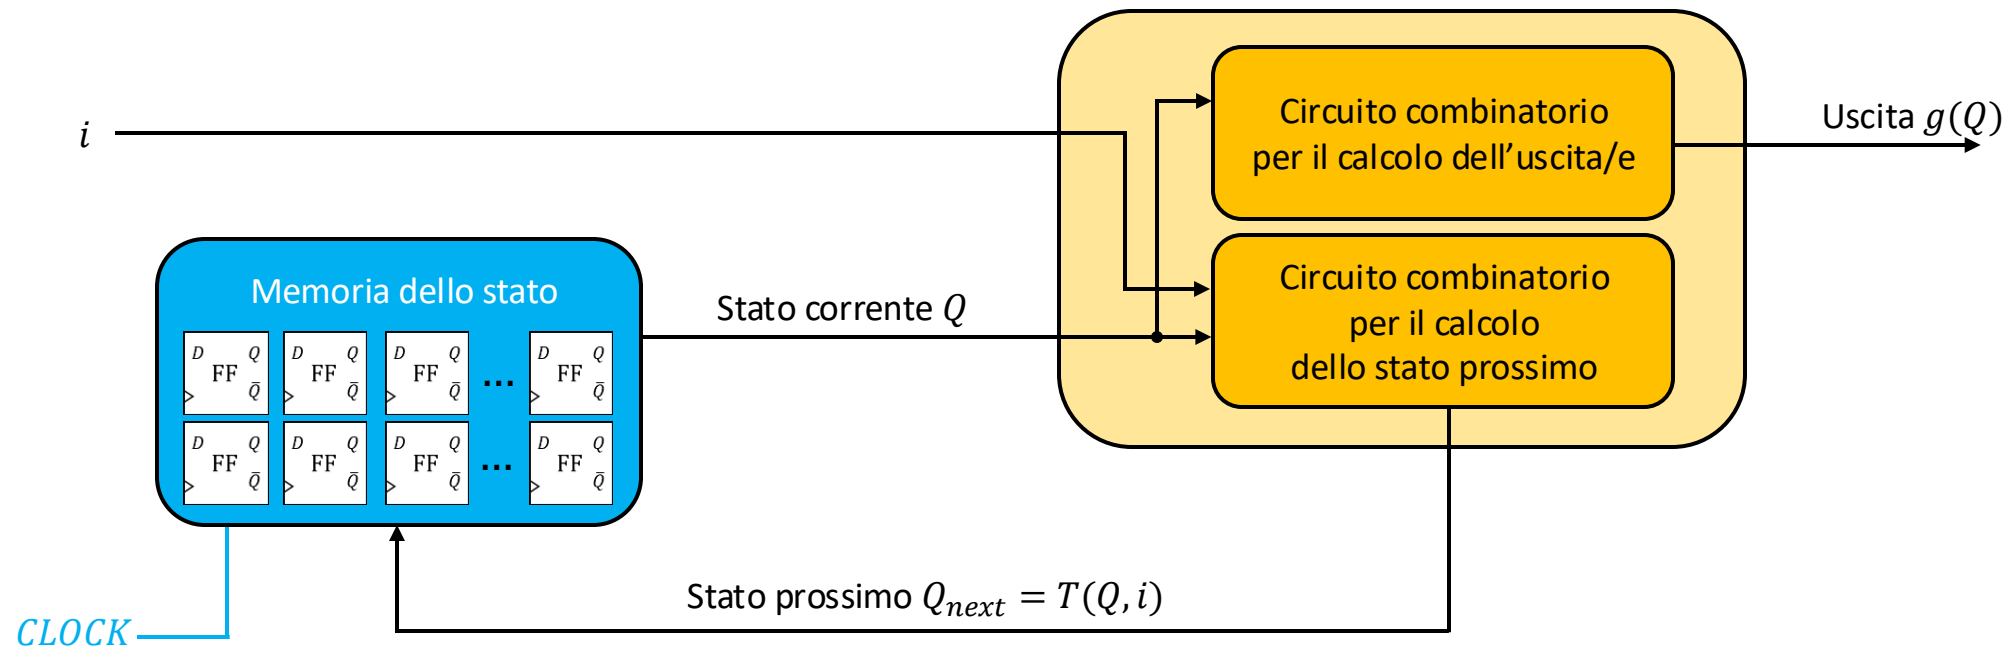 Circuito combinatorio
per il calcolo dell'uscita/e
Uscita g(Q)
i
Circuito combinatorio
per il calcolo
dello stato prossimo
Memoria dello stato
Stato corrente Q
D Q FF Q̅
D Q FF Q̅
D Q FF Q̅
...
D Q FF Q̅
D Q FF Q̅
D Q FF Q̅
D Q FF Q̅
...
D Q FF Q̅
Stato prossimo Q_next = T(Q, i)
CLOCK